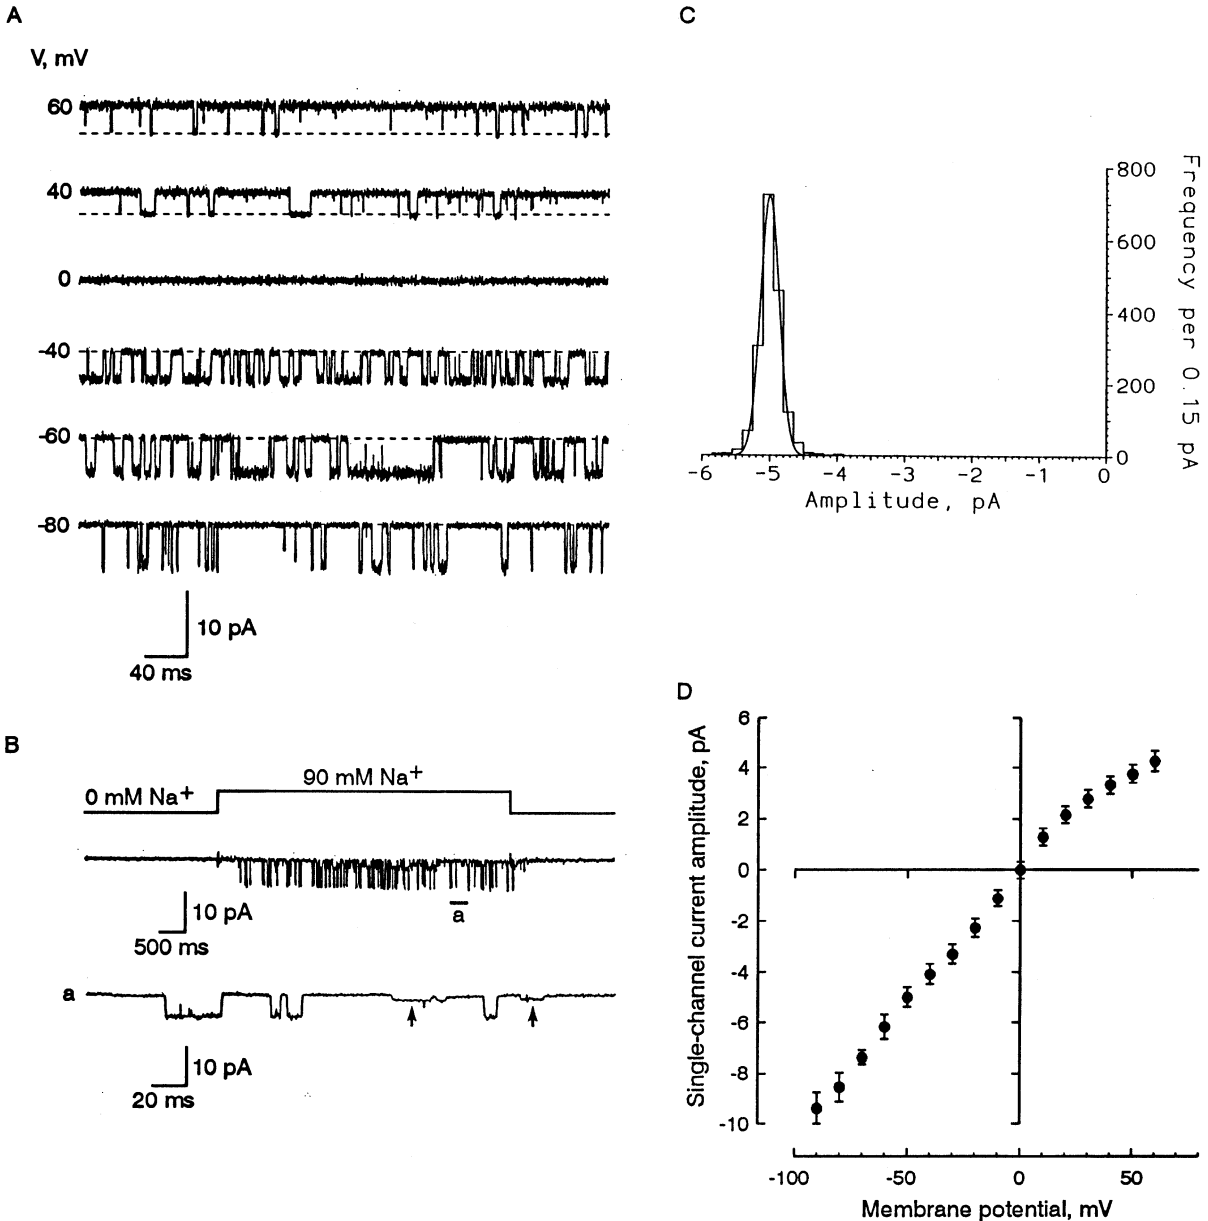 A
V, mV
60
40
0
-40
-60
-80
10 pA
40 ms
B
0 mM Na+
90 mM Na+
10 pA
500 ms
a
a
10 pA
20 ms
C
800
600
400
200
0
Frequency per 0.15 pA
-6 -5 -4 -3 -2 -1 0
Amplitude, pA
D
6
4
2
0
-2
-4
-6
-8
-10
Single-channel current amplitude, pA
-100 -50 0 50
Membrane potential, mV